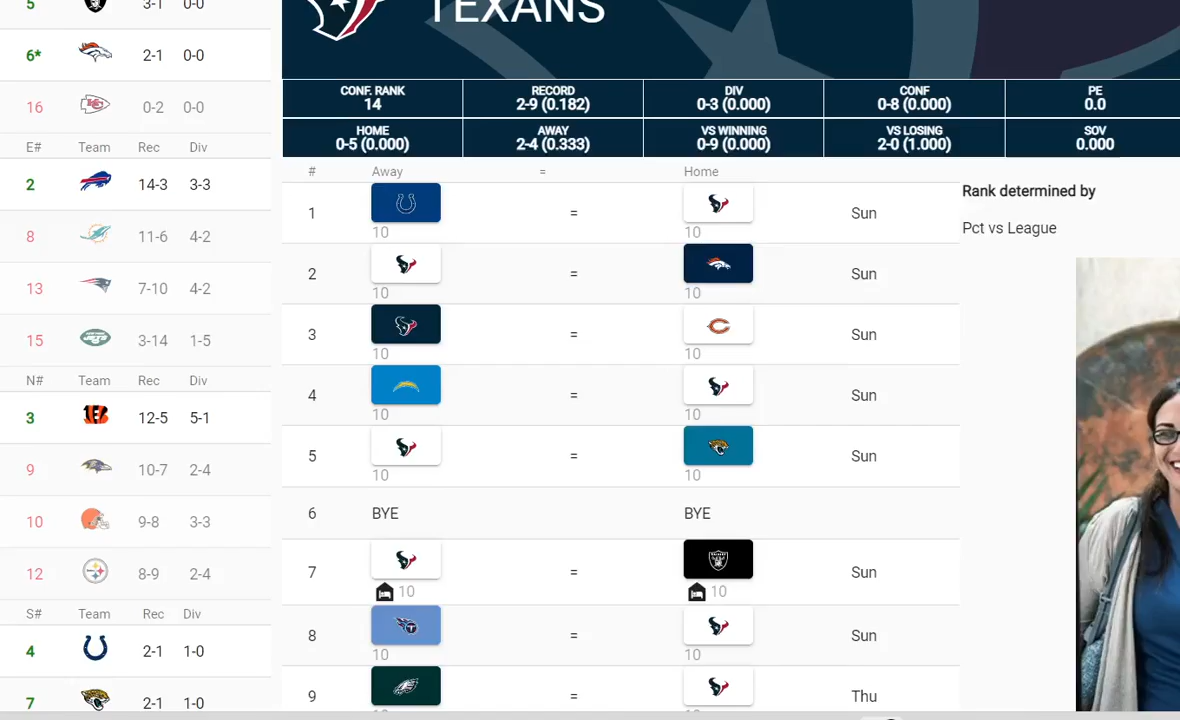 5 3-1 0-0
6* 2-1 0-0
16 0-2 0-0
E# Team Rec Div
2 14-3 3-3
8 11-6 4-2
13 7-10 4-2
15 3-14 1-5
N# Team Rec Div
3 12-5 5-1
9 10-7 2-4
10 9-8 3-3
12 8-9 2-4
S# Team Rec Div
4 2-1 1-0
7 2-1 1-0
TEXANS
CONF. RANK RECORD DIV CONF PE
14 2-9 (0.182) 0-3 (0.000) 0-8 (0.000) 0.0
HOME AWAY VS WINNING VS LOSING SOV
0-5 (0.000) 2-4 (0.333) 0-9 (0.000) 2-0 (1.000) 0.000
# Away = Home
1 = Sun
10 10
2 = Sun
10 10
3 = Sun
10 10
4 = Sun
10 10
5 = Sun
10 10
6 BYE BYE
7 = Sun
10 10
8 = Sun
10 10
9 = Thu
Rank determined by
Pct vs League